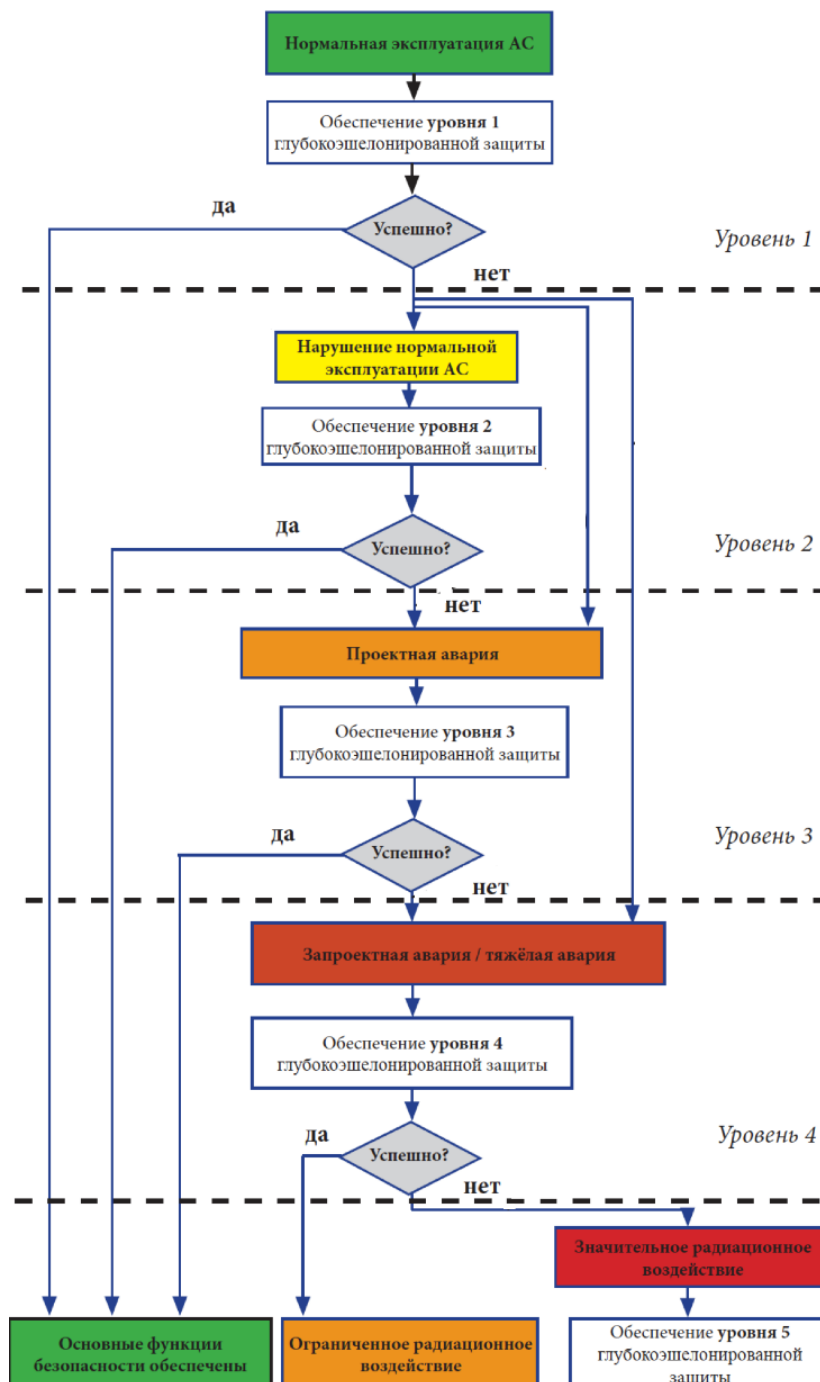 Нормальная эксплуатация АС
Обеспечение уровня 1
глубокоэшелонированной защиты
да
Успешно?
Уровень 1
нет
Нарушение нормальной
эксплуатации АС
Обеспечение уровня 2
глубокоэшелонированной защиты
да
Успешно?
Уровень 2
нет
Проектная авария
Обеспечение уровня 3
глубокоэшелонированной защиты
да
Успешно?
Уровень 3
нет
Запроектная авария / тяжёлая авария
Обеспечение уровня 4
глубокоэшелонированной защиты
да
Успешно?
Уровень 4
нет
Значительное радиационное
воздействие
Основные функции
безопасности обеспечены
Ограниченное радиационное
воздействие
Обеспечение уровня 5
глубокоэшелонированной
защиты